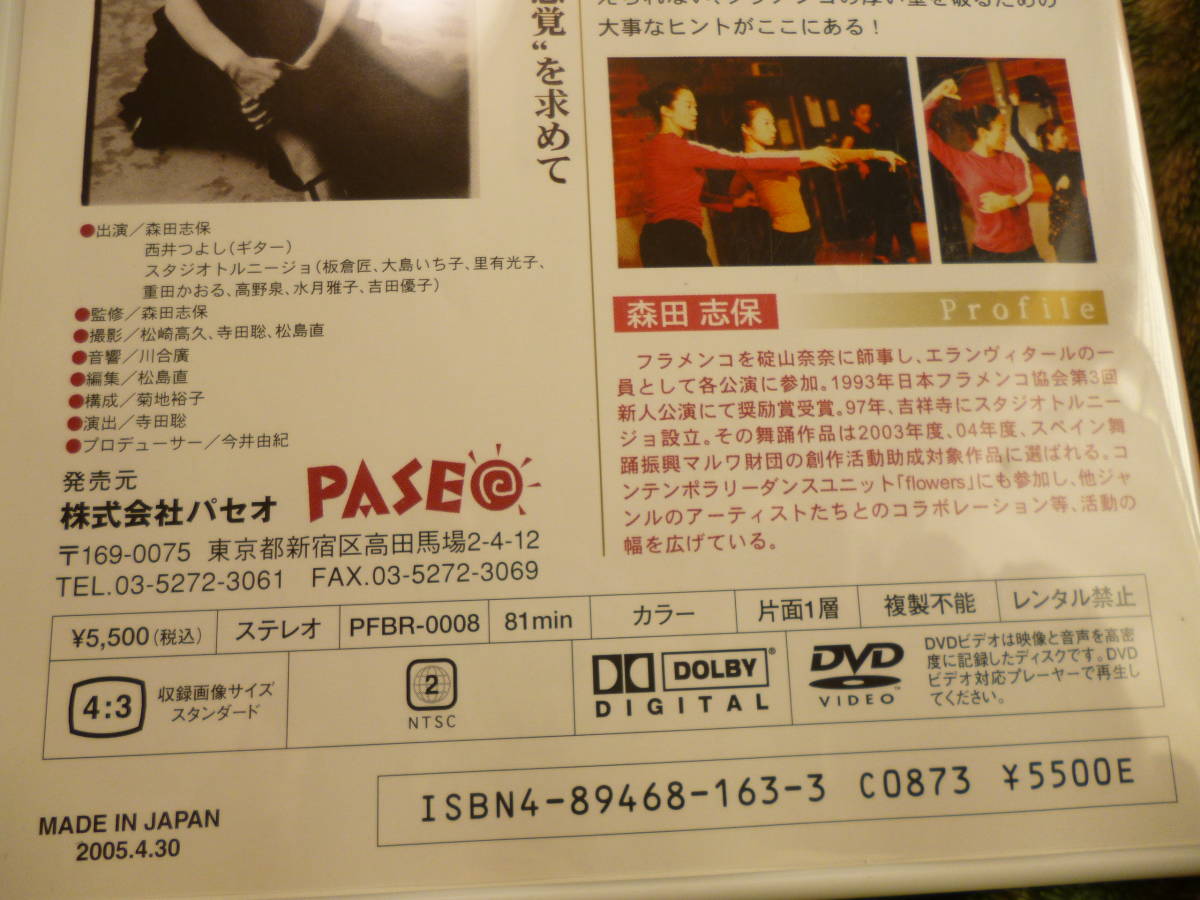 覚“を求めて
大事なヒントがここにある！
●出演／森田志保
西井つよし（ギター）
スタジオトルニージョ（板倉匠、大島いち子、里有光子、
重田かおる、高野泉、水月雅子、吉田優子）
●監修／森田志保
●撮影／松崎高久、寺田聡、松島直
●音響／川合廣
●編集／松島直
●構成／菊地裕子
●演出／寺田聡
●プロデューサー／今井由紀
発売元
株式会社パセオ
PASEO
〒169-0075 東京都新宿区高田馬場2-4-12
TEL.03-5272-3061 FAX.03-5272-3069
森田 志保
Profile
フラメンコを碇山奈奈に師事し、エランヴィタールの一
員として各公演に参加。1993年日本フラメンコ協会第3回
新人公演にて奨励賞受賞。97年、吉祥寺にスタジオトルニー
ジョ設立。その舞踊作品は2003年度、04年度、スペイン舞
踊振興マルワ財団の創作活動助成対象作品に選ばれる。コ
ンテンポラリーダンスユニット「flowers」にも参加し、他ジャ
ンルのアーティストたちとのコラボレーション等、活動の
幅を広げている。
¥5,500（税込） ステレオ PFBR-0008 81min カラー 片面1層 複製不能 レンタル禁止
4:3
収録画像サイズ
スタンダード
2
NTSC
DOLBY
DIGITAL
DVD
VIDEO
DVDビデオは映像と音声を高密
度に記録したディスクです。DVD
ビデオ対応プレーヤーで再生し
てください。
ISBN4-89468-163-3 C0873 ¥5500E
MADE IN JAPAN
2005.4.30